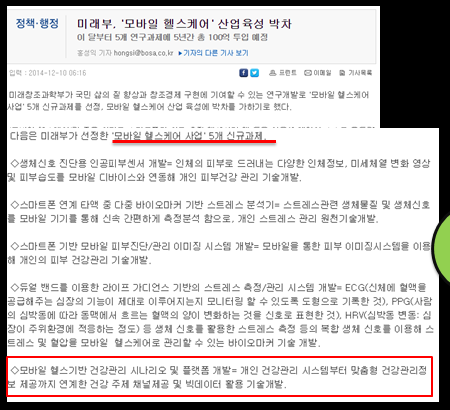 정책·행정
미래부, '모바일 헬스케어' 산업육성 박차
이 달부터 5개 연구과제에 5년간 총 100억 투입 예정
홍성익 기자 hongsi@bosa.co.kr ▶기자의 다른 기사 보기
입력 : 2014-12-10 06:16
프린트 이메일 기사목록
미래창조과학부가 국민 삶의 질 향상과 창조경제 구현에 기여할 수 있는 연구개발로 '모바일 헬스케어
사업' 5개 신규과제를 선정, 모바일 헬스케어 산업 육성에 박차를 가하기로 했다.
다음은 미래부가 선정한 '모바일 헬스케어 사업' 5개 신규과제.
◇생체신호 진단용 인공피부센서 개발= 인체의 피부로 드러내는 다양한 인체정보, 미세체열 변화 영상
및 피부습도를 모바일 디바이스와 연동해 개인 피부건강 관리 기술개발.
◇스마트폰 연계 타액 중 다중 바이오마커 기반 스트레스 분석기= 스트레스관련 생체물질 및 생체신호
를 모바일 기기를 통해 신속 간편하게 측정분석 함으로, 개인 스트레스 관리 원천기술개발.
◇스마트폰 기반 모바일 피부진단/관리 이미징 시스템 개발= 모바일을 통한 피부 이미징시스템을 이용
해 개인의 피부 건강관리 기술개발.
◇듀얼 밴드를 이용한 라이프 가디언스 기반의 스트레스 측정/관리 시스템 개발= ECG(신체에 혈액을
공급해주는 심장의 기능이 제대로 이루어지는지 모니터링 할 수 있도록 도형으로 기록한 것), PPG(사람
의 심박동에 따라 동맥에서 흐르는 혈액의 양이 변화하는 것을 신호로 표현한 것), HRV(심박동 변동: 심
장이 주위환경에 적응하는 정도) 등 생체 신호를 활용한 스트레스 측정 등의 복합 생체 신호를 이용해 스
트레스 및 혈압을 모바일 헬스케어로 관리할 수 있는 바이오마커 기술 개발.
◇모바일 헬스기반 건강관리 시나리오 및 플랫폼 개발= 개인 건강관리 시스템부터 맞춤형 건강관리정
보 제공까지 연계한 건강 주제 채널제공 및 빅데이터 활용 기술개발.